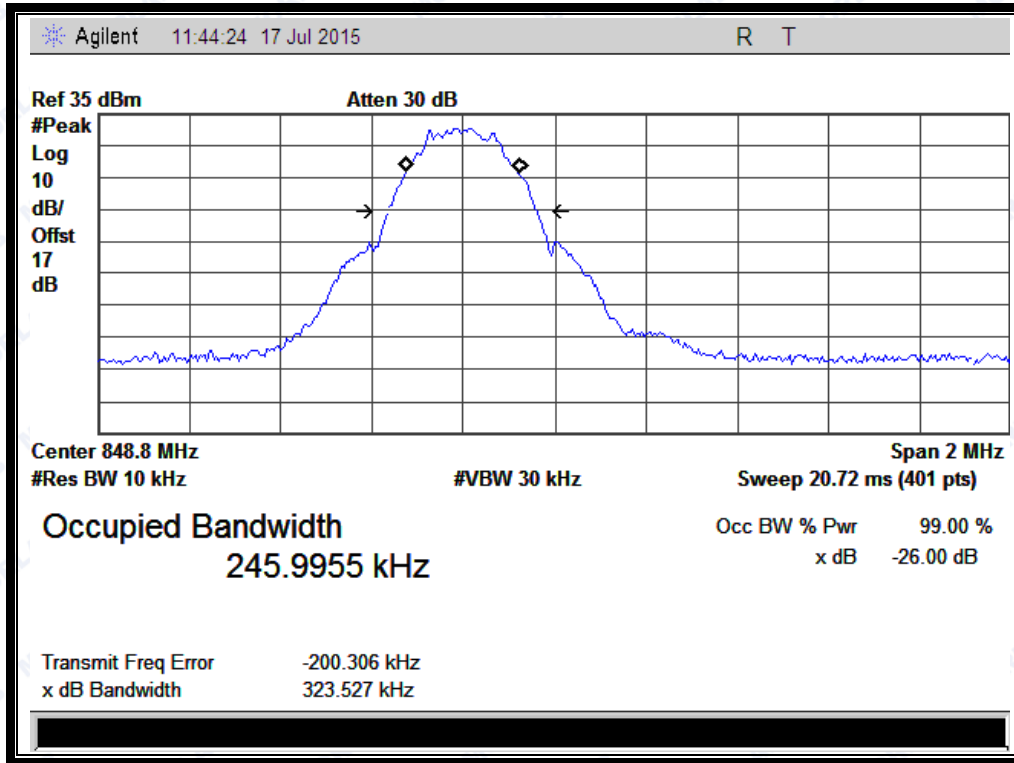 Agilent 11:44:24 17 Jul 2015 R T
Ref 35 dBm Atten 30 dB
#Peak
Log
10
dB/
Offst
17
dB
Center 848.8 MHz Span 2 MHz
#Res BW 10 kHz #VBW 30 kHz Sweep 20.72 ms (401 pts)
Occupied Bandwidth Occ BW % Pwr 99.00 %
245.9955 kHz x dB -26.00 dB
Transmit Freq Error -200.306 kHz
x dB Bandwidth 323.527 kHz